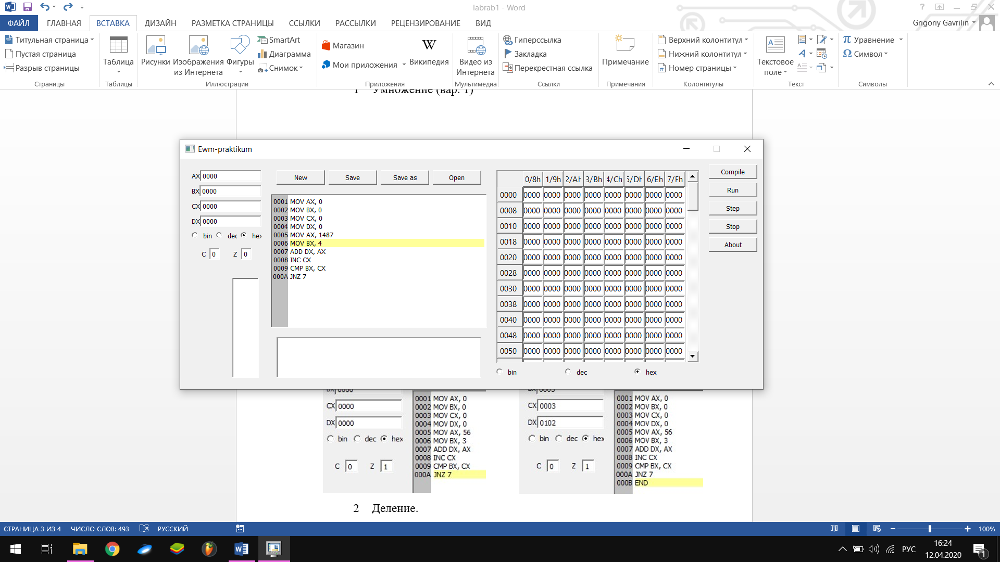 labrab1 - Word
ФАЙЛ ГЛАВНАЯ ВСТАВКА ДИЗАЙН РАЗМЕТКА СТРАНИЦЫ ССЫЛКИ РАССЫЛКИ РЕЦЕНЗИРОВАНИЕ ВИД Grigoriy Gavrilin
Титульная страница
Пустая страница
Разрыв страницы
Страницы
Таблица
Таблицы
Рисунки
Изображения из Интернета
Фигуры
SmartArt
Диаграмма
Снимок
Иллюстрации
Магазин
Мои приложения
W
Википедия
Приложения
Видео из Интернета
Мультимедиа
Гиперссылка
Закладка
Перекрестная ссылка
Ссылки
Примечание
Примечания
Верхний колонтитул
Нижний колонтитул
Номер страницы
Колонтитулы
Текстовое поле
Текст
π Уравнение
Ω Символ
Символы
1 Умножение (вар. 1)
Ewm-praktikum
AX 0000
BX 0000
CX 0000
DX 0000
bin dec hex
C 0 Z 0
New Save Save as Open
0001 MOV AX, 0
0002 MOV BX, 0
0003 MOV CX, 0
0004 MOV DX, 0
0005 MOV AX, 1487
0006 MOV BX, 4
0007 ADD DX, AX
0008 INC CX
0009 CMP BX, CX
000A JNZ 7
0/8h 1/9h 2/Ah 3/Bh 4/Ch 5/Dh 6/Eh 7/Fh
0000 0000 0000 0000 0000 0000 0000 0000 0000
0008 0000 0000 0000 0000 0000 0000 0000 0000
0010 0000 0000 0000 0000 0000 0000 0000 0000
0018 0000 0000 0000 0000 0000 0000 0000 0000
0020 0000 0000 0000 0000 0000 0000 0000 0000
0028 0000 0000 0000 0000 0000 0000 0000 0000
0030 0000 0000 0000 0000 0000 0000 0000 0000
0038 0000 0000 0000 0000 0000 0000 0000 0000
0040 0000 0000 0000 0000 0000 0000 0000 0000
0048 0000 0000 0000 0000 0000 0000 0000 0000
0050 0000 0000 0000 0000 0000 0000 0000 0000
bin dec hex
Compile
Run
Step
Stop
About
BX 0000
CX 0000
DX 0000
bin dec hex
C 0 Z 1
0001 MOV AX, 0
0002 MOV BX, 0
0003 MOV CX, 0
0004 MOV DX, 0
0005 MOV AX, 56
0006 MOV BX, 3
0007 ADD DX, AX
0008 INC CX
0009 CMP BX, CX
000A JNZ 7
BX 0003
CX 0003
DX 0102
bin dec hex
C 0 Z 1
0001 MOV AX, 0
0002 MOV BX, 0
0003 MOV CX, 0
0004 MOV DX, 0
0005 MOV AX, 56
0006 MOV BX, 3
0007 ADD DX, AX
0008 INC CX
0009 CMP BX, CX
000A JNZ 7
000B END
2 Деление.
СТРАНИЦА 3 ИЗ 4 ЧИСЛО СЛОВ: 493 РУССКИЙ 100%
РУС
16:24
12.04.2020
1